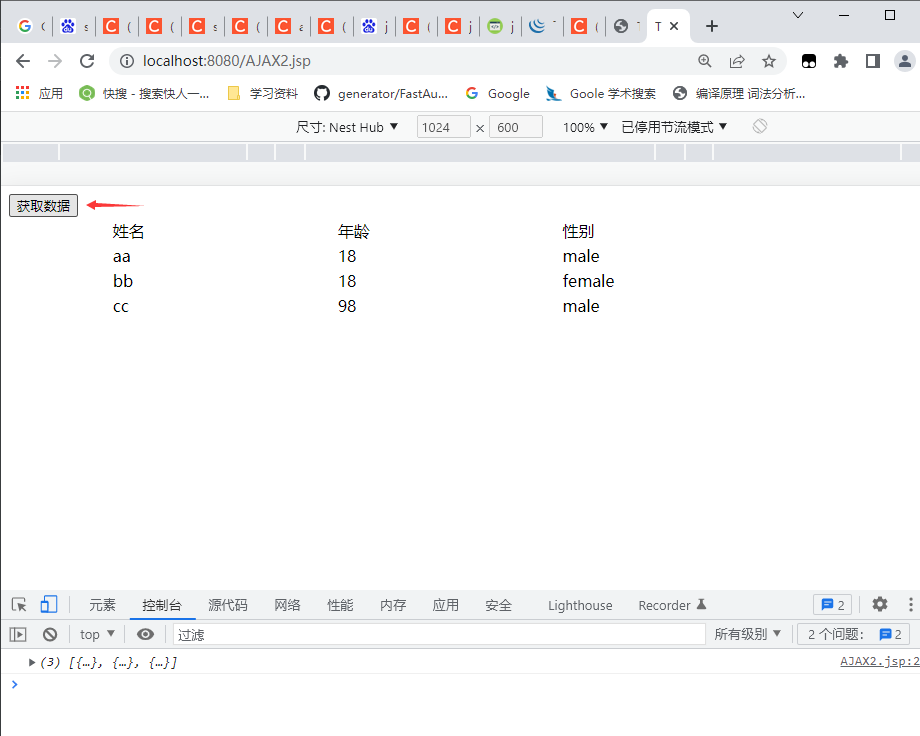 localhost:8080/AJAX2.jsp
应用 快搜 - 搜索快人一... 学习资料 generator/FastAu... Google Goole 学术搜索 编译原理 词法分析...
尺寸: Nest Hub ▼ 1024 × 600 100% ▼ 已停用节流模式 ▼
获取数据
姓名 年龄 性别
aa 18 male
bb 18 female
cc 98 male
元素 控制台 源代码 网络 性能 内存 应用 安全 Lighthouse Recorder 2
top ▼ 过滤 所有级别 ▼ 2 个问题: 2
▶ (3) [{…}, {…}, {…}] AJAX2.jsp:2